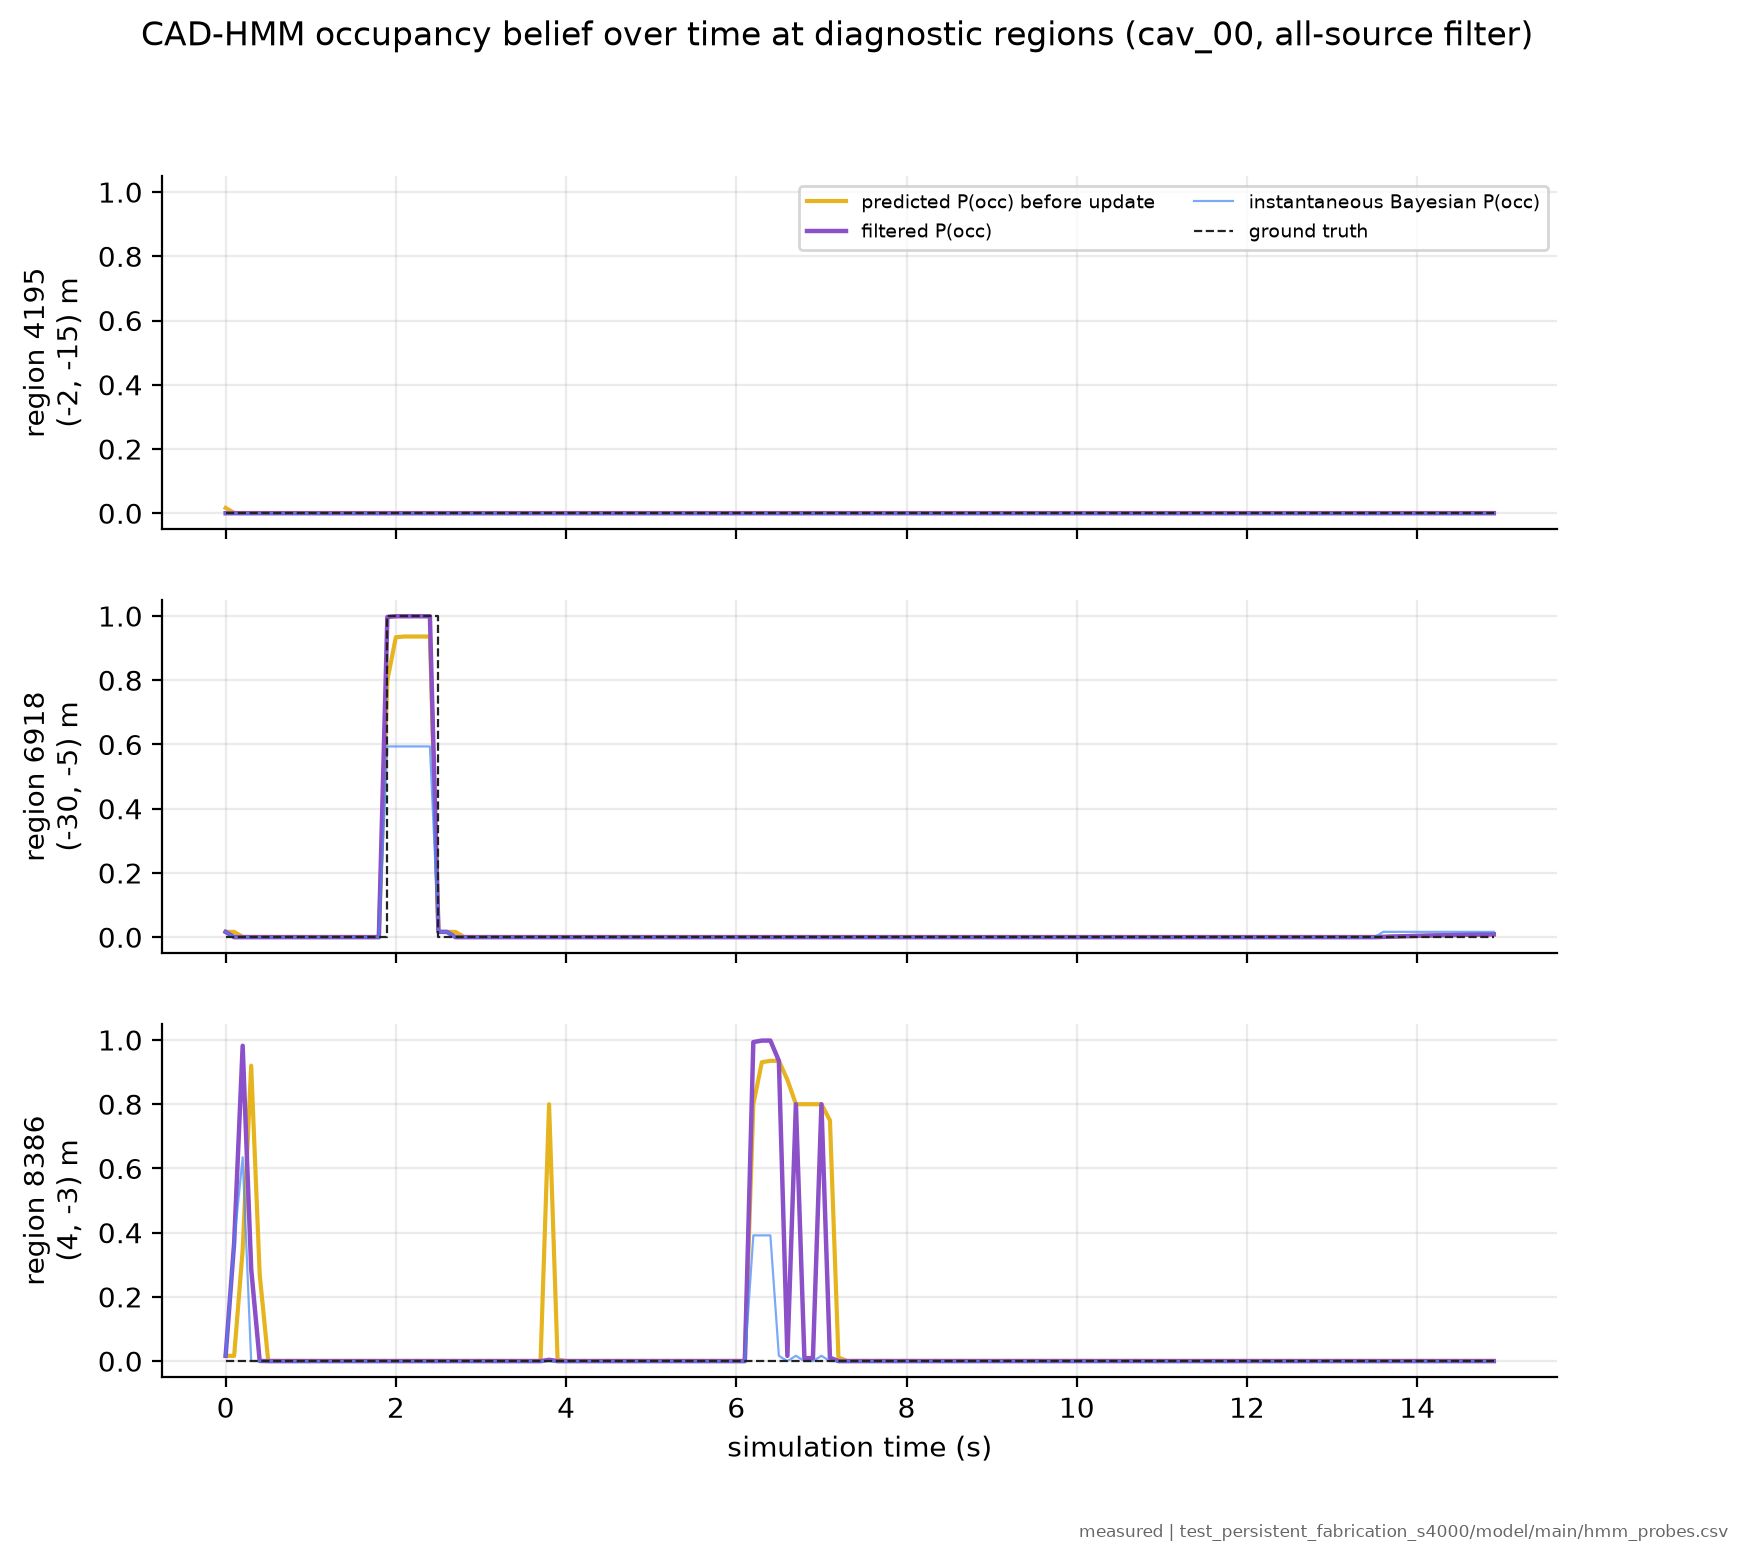 CAD-HMM occupancy belief over time at diagnostic regions (cav_00, all-source filter)
predicted P(occ) before update
filtered P(occ)
instantaneous Bayesian P(occ)
ground truth
region 4195
(-2, -15) m
1.0
0.8
0.6
0.4
0.2
0.0
region 6918
(-30, -5) m
1.0
0.8
0.6
0.4
0.2
0.0
region 8386
(4, -3) m
1.0
0.8
0.6
0.4
0.2
0.0
0 2 4 6 8 10 12 14
simulation time (s)
measured | test_persistent_fabrication_s4000/model/main/hmm_probes.csv